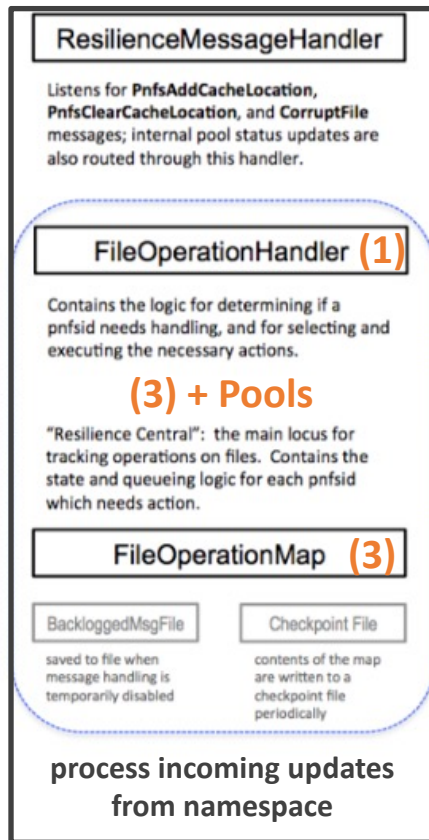 ResilienceMessageHandler
Listens for PnfsAddCacheLocation,
PnfsClearCacheLocation, and CorruptFile
messages; internal pool status updates are
also routed through this handler.
FileOperationHandler (1)
Contains the logic for determining if a
pnfsid needs handling, and for selecting and
executing the necessary actions.
(3) + Pools
“Resilience Central”: the main locus for
tracking operations on files. Contains the
state and queueing logic for each pnfsid
which needs action.
FileOperationMap (3)
BackloggedMsgFile
saved to file when
message handling is
temporarily disabled
Checkpoint File
contents of the map
are written to a
checkpoint file
periodically
process incoming updates
from namespace